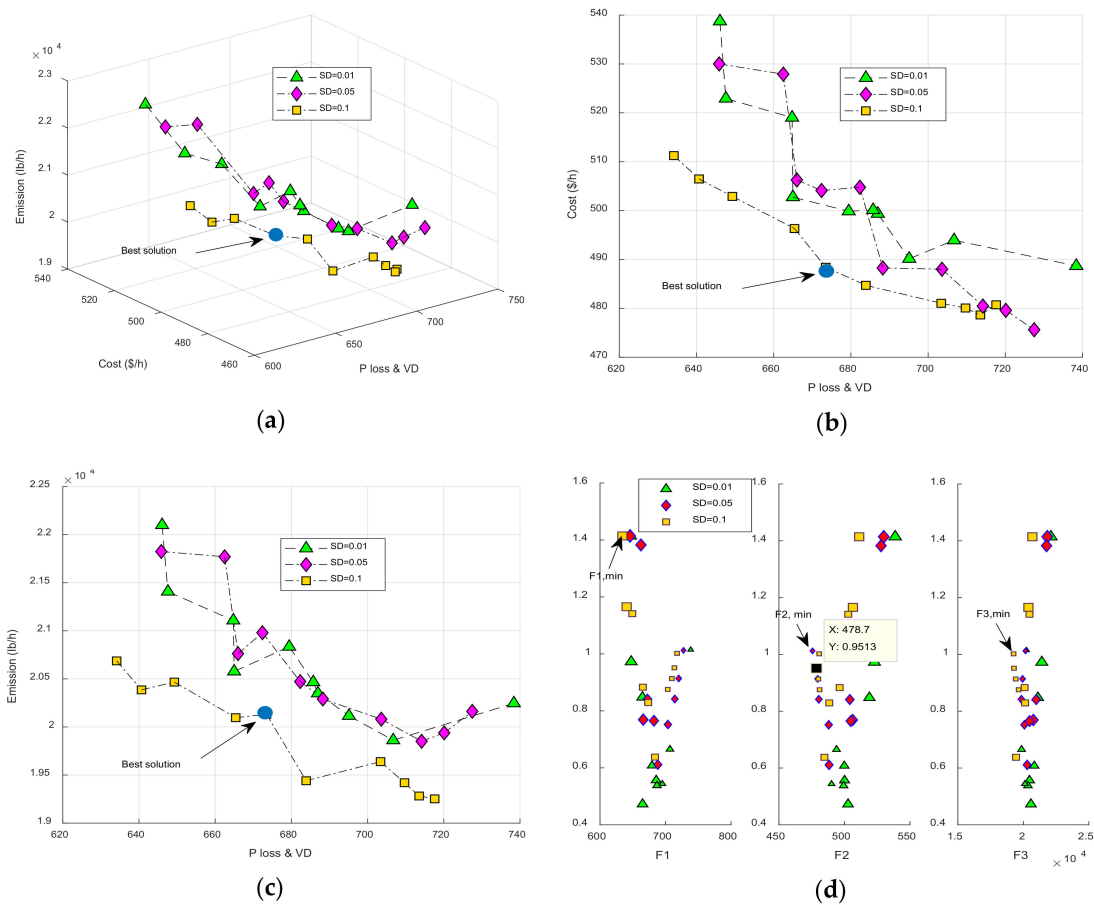 × 10 4
2.3
2.2
2.1
2
1.9
Emission (lb/h)
SD=0.01
SD=0.05
SD=0.1
Best solution
540
520
500
480
460
600
650
700
750
Cost ($/h)
P loss & VD
(a)
540
530
520
510
500
490
480
470
Cost ($/h)
SD=0.01
SD=0.05
SD=0.1
Best solution
620 640 660 680 700 720 740
P loss & VD
(b)
2.25
2.2
2.15
2.1
2.05
2
1.95
1.9
Emission (lb/h)
SD=0.01
SD=0.05
SD=0.1
Best solution
620 640 660 680 700 720 740
P loss & VD
(c)
1.6
1.4
1.2
1
0.8
0.6
0.4
SD=0.01
SD=0.05
SD=0.1
F1,min
600 700 800
F1
1.6
1.4
1.2
1
0.8
0.6
0.4
F2, min
X: 478.7
Y: 0.9513
450 500 550
F2
1.6
1.4
1.2
1
0.8
0.6
0.4
F3,min
1.5 2 2.5
F3
× 10 4
(d)